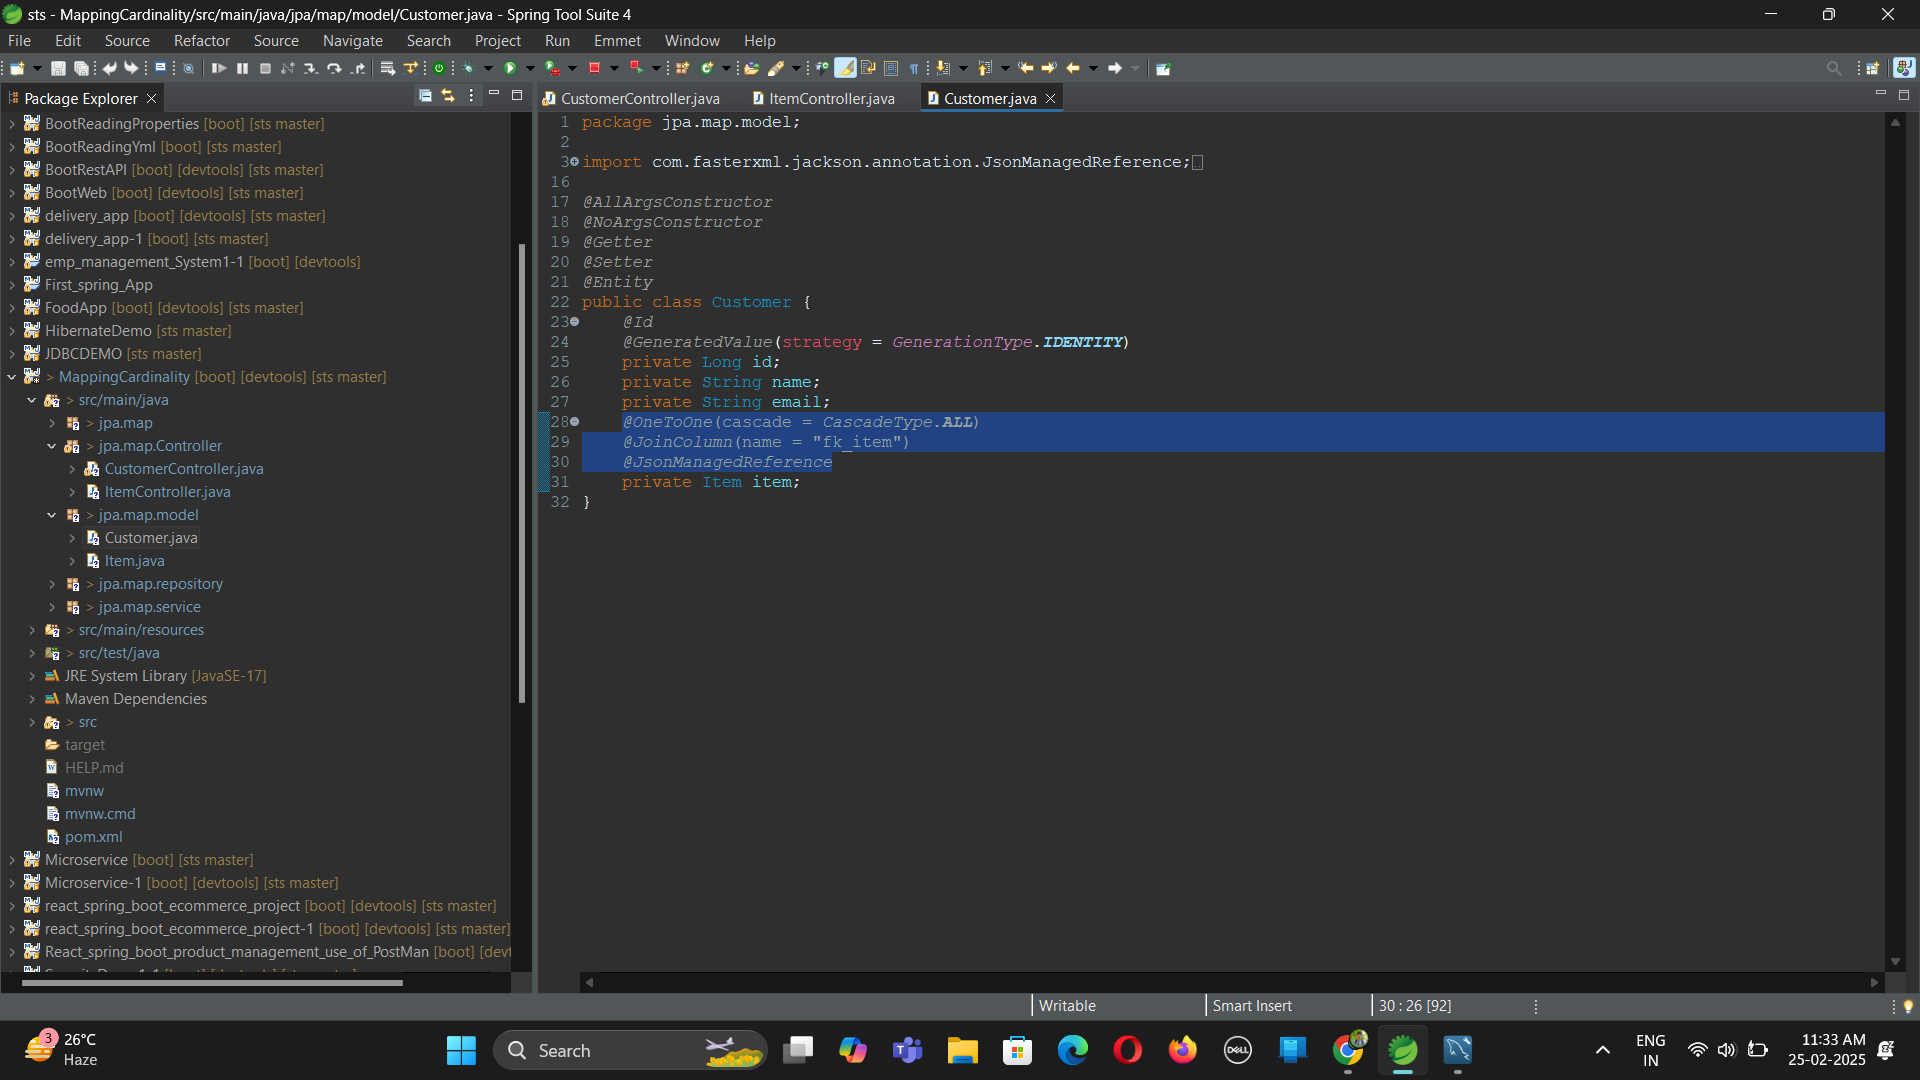 sts - MappingCardinality/src/main/java/jpa/map/model/Customer.java - Spring Tool Suite 4
File Edit Source Refactor Source Navigate Search Project Run Emmet Window Help
Package Explorer
CustomerController.java ItemController.java Customer.java
BootReadingProperties [boot] [sts master]
BootReadingYml [boot] [sts master]
BootRestAPI [boot] [devtools] [sts master]
BootWeb [boot] [devtools] [sts master]
delivery_app [boot] [devtools] [sts master]
delivery_app-1 [boot] [sts master]
emp_management_System1-1 [boot] [devtools]
First_spring_App
FoodApp [boot] [devtools] [sts master]
HibernateDemo [sts master]
JDBCDEMO [sts master]
> MappingCardinality [boot] [devtools] [sts master]
> src/main/java
> jpa.map
> jpa.map.Controller
CustomerController.java
ItemController.java
> jpa.map.model
Customer.java
Item.java
> jpa.map.repository
> jpa.map.service
> src/main/resources
> src/test/java
JRE System Library [JavaSE-17]
Maven Dependencies
> src
target
HELP.md
mvnw
mvnw.cmd
pom.xml
Microservice [boot] [sts master]
Microservice-1 [boot] [devtools] [sts master]
react_spring_boot_ecommerce_project [boot] [devtools] [sts master]
react_spring_boot_ecommerce_project-1 [boot] [devtools] [sts master]
React_spring_boot_product_management_use_of_PostMan [boot] [devt
1 package jpa.map.model;
2
3 import com.fasterxml.jackson.annotation.JsonManagedReference;
16
17 @AllArgsConstructor
18 @NoArgsConstructor
19 @Getter
20 @Setter
21 @Entity
22 public class Customer {
23 @Id
24 @GeneratedValue(strategy = GenerationType.IDENTITY)
25 private Long id;
26 private String name;
27 private String email;
28 @OneToOne(cascade = CascadeType.ALL)
29 @JoinColumn(name = "fk_item")
30 @JsonManagedReference
31 private Item item;
32 }
Writable Smart Insert 30 : 26 [92]
3
26°C
Haze
Search
DELL
ENG
IN
11:33 AM
25-02-2025